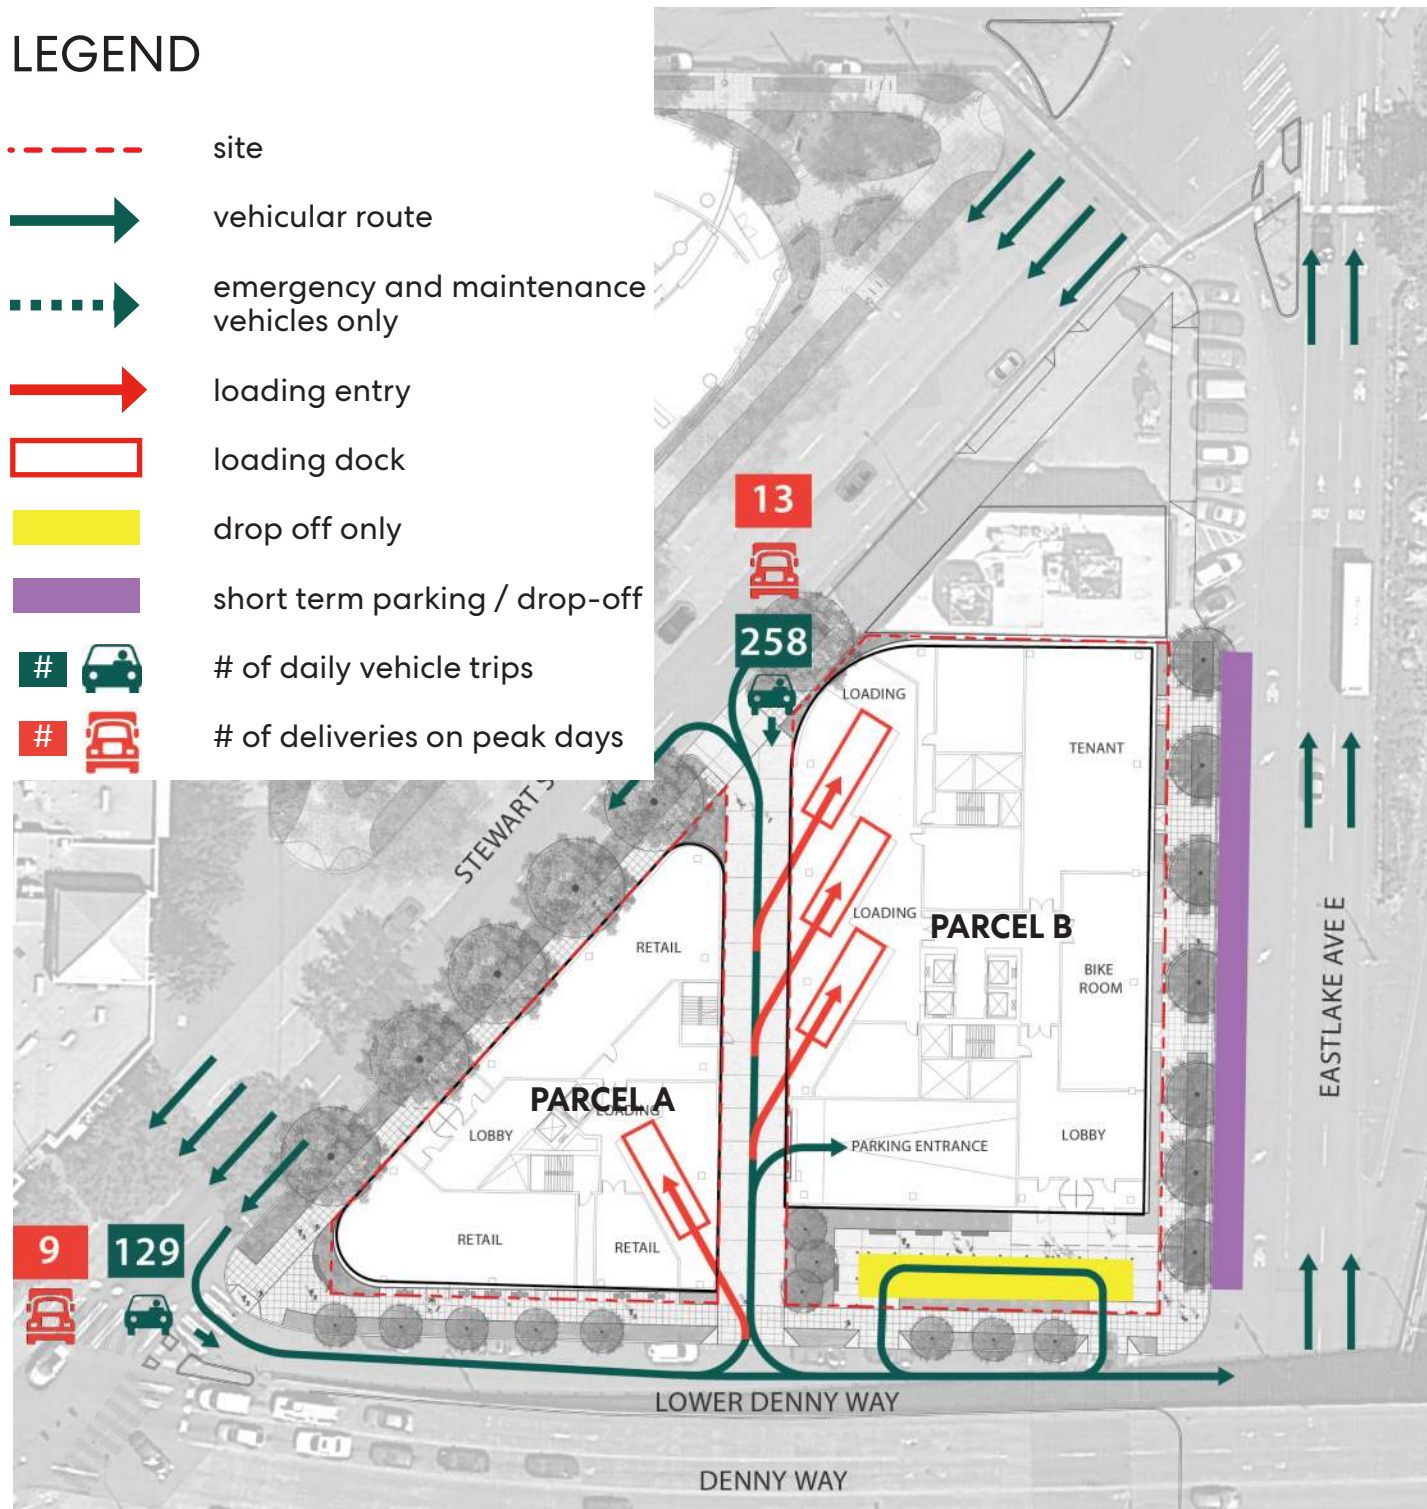 LEGEND
site
vehicular route
emergency and maintenance
vehicles only
loading entry
loading dock
drop off only
short term parking / drop-off
# # of daily vehicle trips
# # of deliveries on peak days
13
258
LOADING
TENANT
STEWART S
RETAIL
LOADING
PARCEL B
BIKE
ROOM
EASTLAKE AVE E
PARCEL A
LOADING
LOBBY
PARKING ENTRANCE
LOBBY
RETAIL
RETAIL
9
129
LOWER DENNY WAY
DENNY WAY